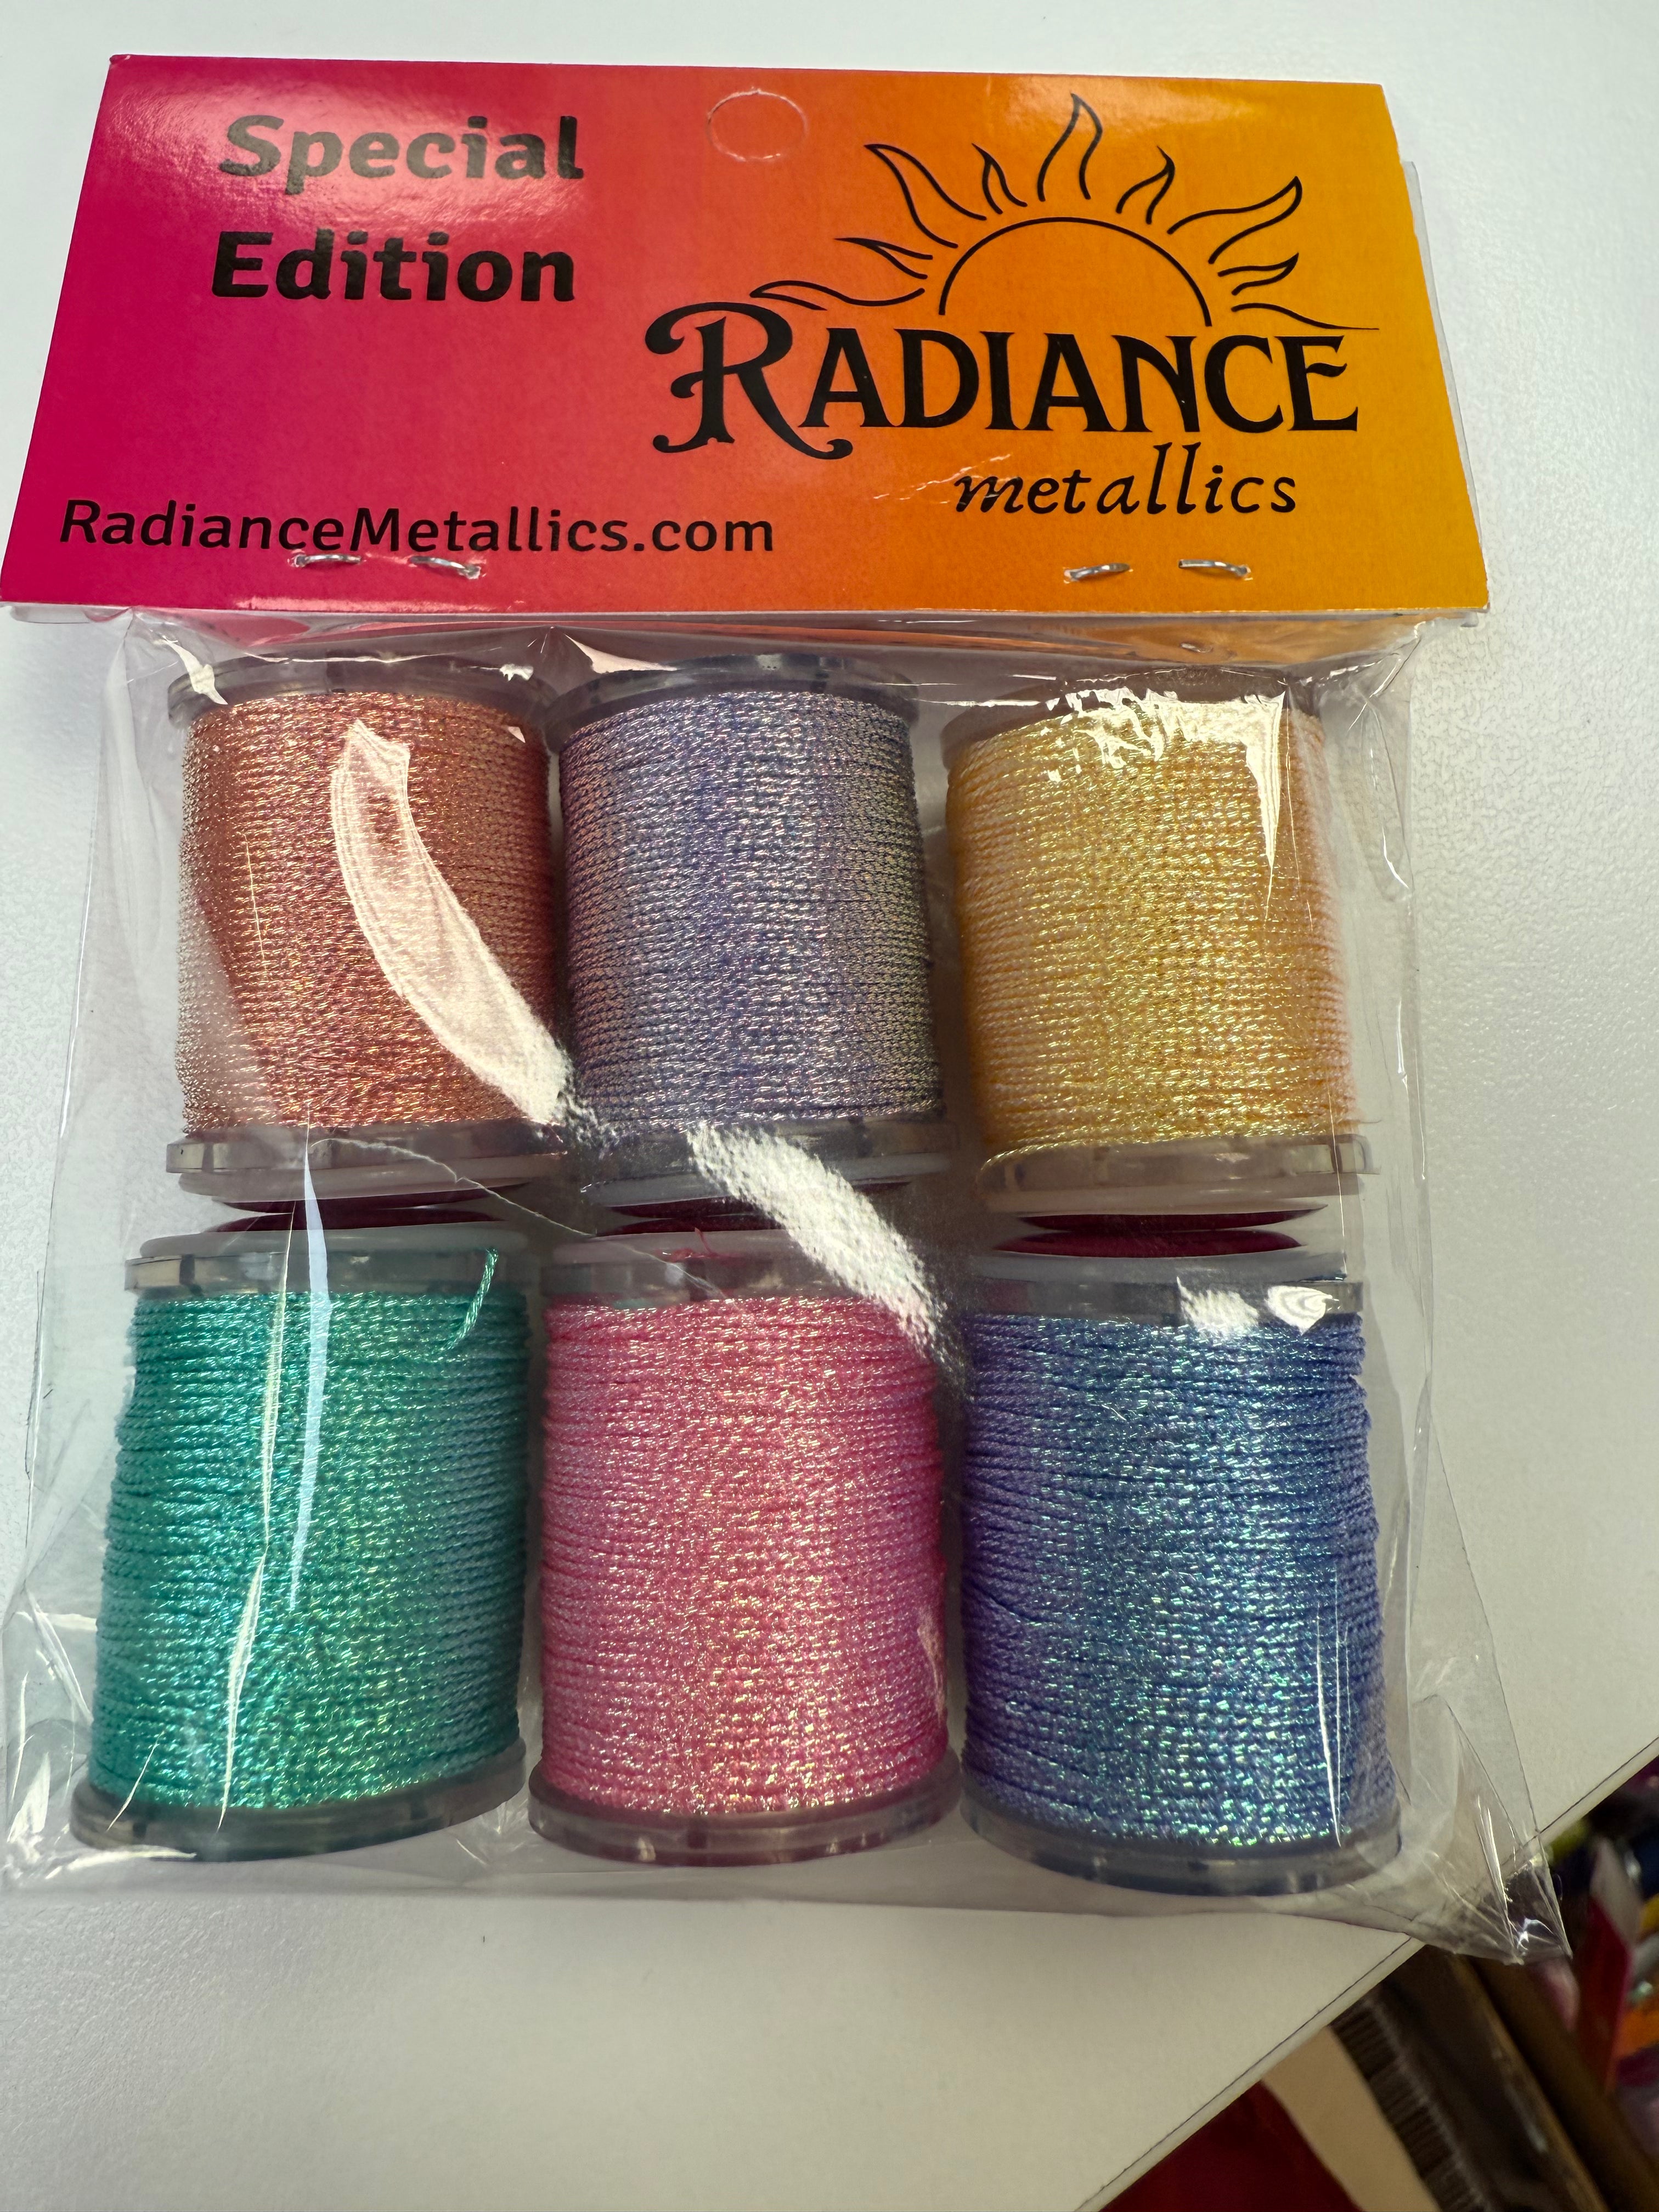 Special
Edition
RADIANCE
metallics
RadianceMetallics.com